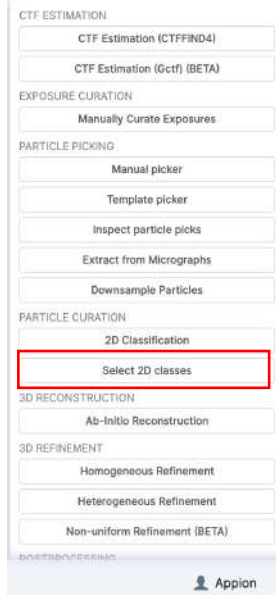 CTF ESTIMATION
CTF Estimation (CTFFIND4)
CTF Estimation (Gctf) (BETA)
EXPOSURE CURATION
Manually Curate Exposures
PARTICLE PICKING
Manual picker
Template picker
Inspect particle picks
Extract from Micrographs
Downsample Particles
PARTICLE CURATION
2D Classification
Select 2D classes
3D RECONSTRUCTION
Ab-Initio Reconstruction
3D REFINEMENT
Homogeneous Refinement
Heterogeneous Refinement
Non-uniform Refinement (BETA)
POSTPROCESSING
Appion